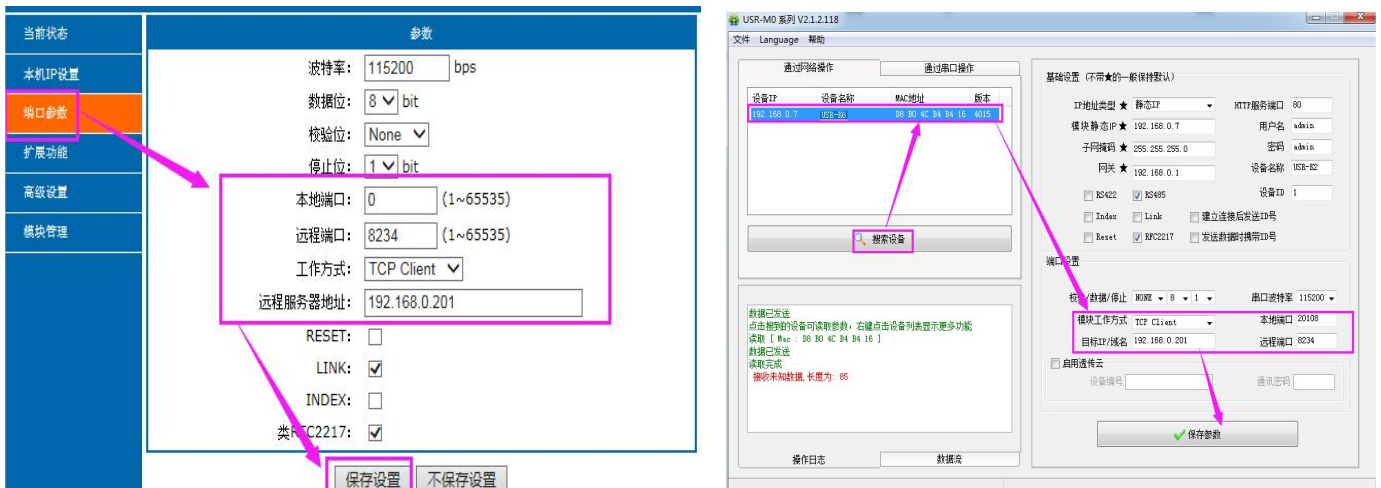 当前状态
本机IP设置
端口参数
扩展功能
高级设置
模块管理
参数
波特率： 115200 bps
数据位： 8 bit
校验位： None
停止位： 1 bit
本地端口： 0 (1~65535)
远程端口： 8234 (1~65535)
工作方式： TCP Client
远程服务器地址： 192.168.0.201
RESET:
LINK:
INDEX:
类RFC2217:
保存设置 不保存设置
USR-M0 系列 V2.1.2.118
文件 Language 帮助
通过网络操作 通过串口操作
设备IP 设备名称 MAC地址 版本
192.168.0.7 USR-K6 D8 B0 4C B4 B4 16 4015
搜索设备
数据已发送
点击搜到的设备可读取参数，右键点击设备列表显示更多功能
读取 [ Mac : D8 B0 4C B4 B4 16 ]
数据已发送
读取完成
接收未知数据,长度为: 85
操作日志 数据流
基础设置（不带★的一般保持默认）
IP地址类型 ★ 静态IP HTTP服务端口 80
模块静态IP★ 192.168.0.7 用户名 admin
子网掩码 ★ 255.255.255.0 密码 admin
网关 ★ 192.168.0.1 设备名称 USR-K2
RS422 RS485 设备ID 1
Index Link 建立连接后发送ID号
Reset RFC2217 发送数据时携带ID号
端口设置
校验/数据/停止 NONE 8 1 串口波特率 115200
模块工作方式 TCP Client 本地端口 20108
目标IP/域名 192.168.0.201 远程端口 8234
启用透传云
设备编号 通讯密码
保存参数